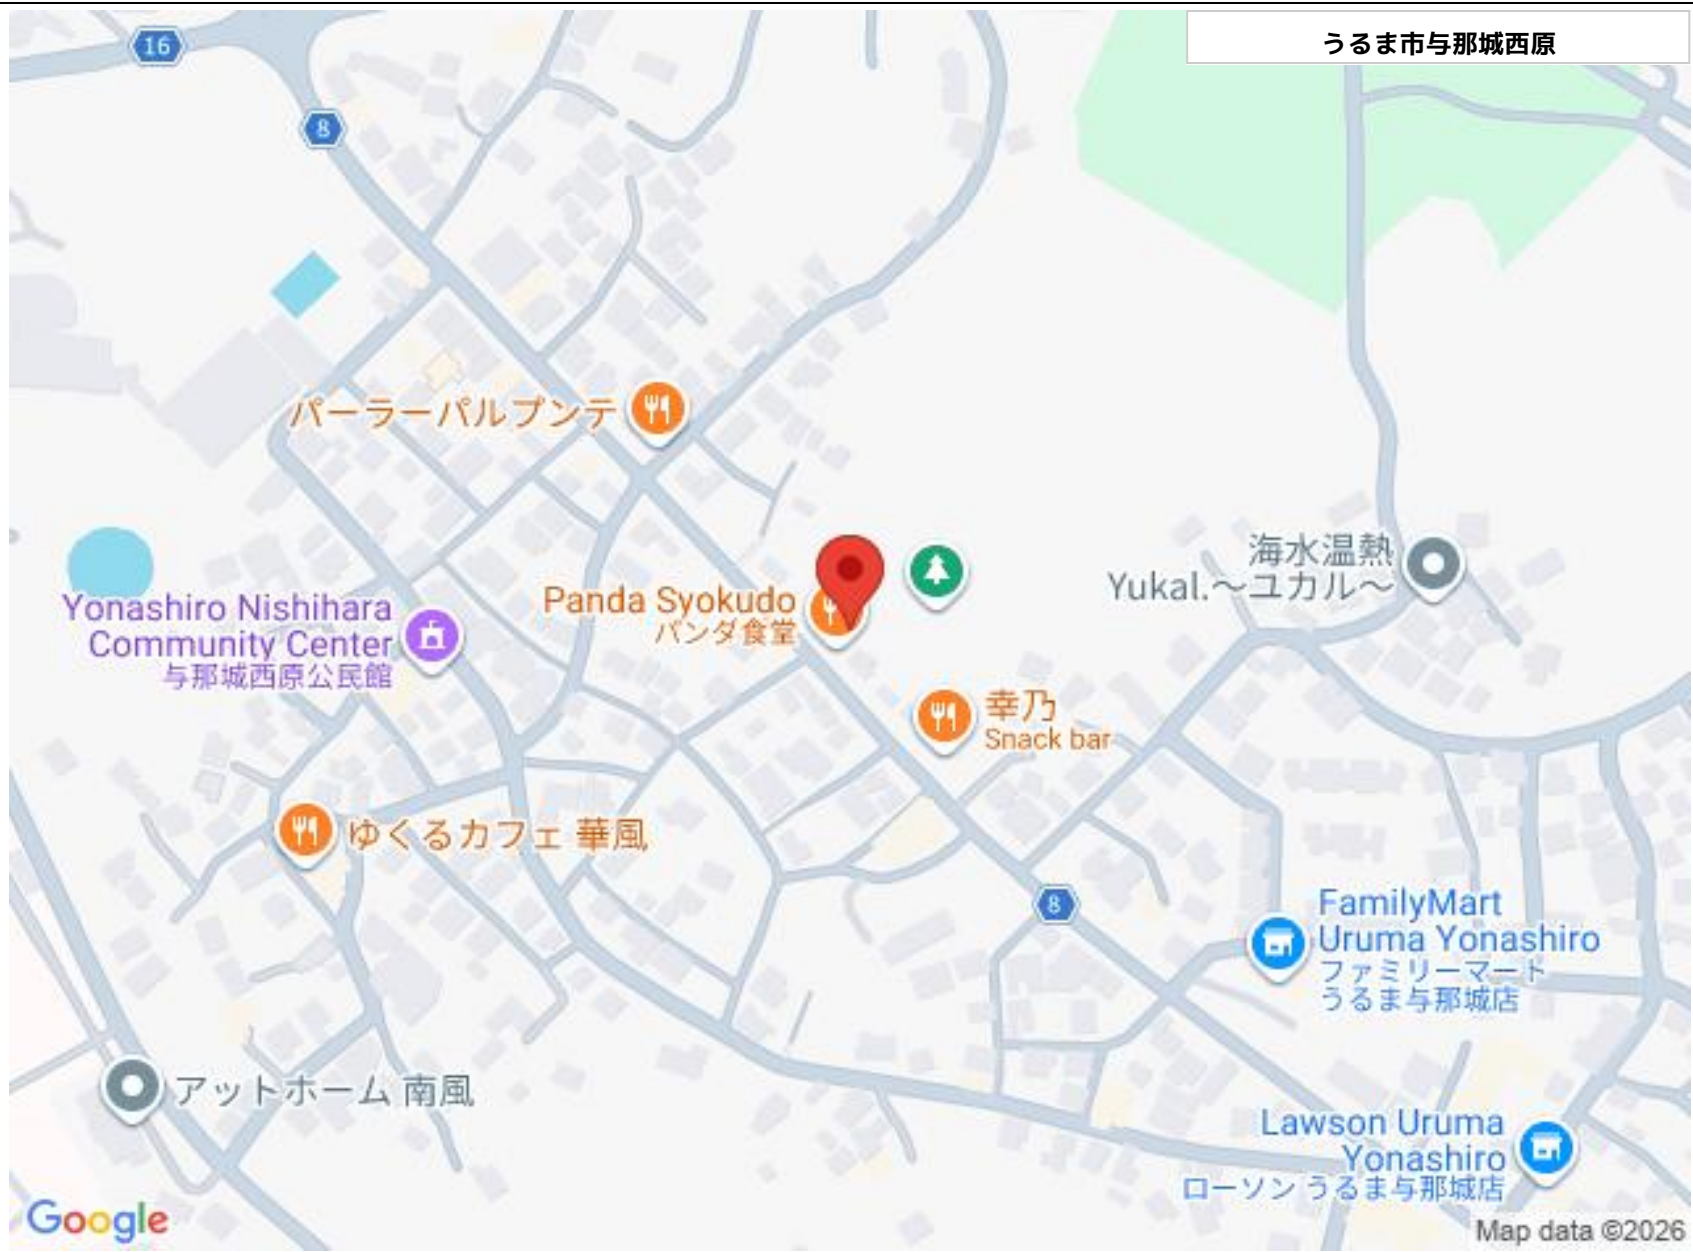 うるま市与那城西原
16
8
パーラーパルプンテ
海水温熱
Yukal.～ユカル～
Panda Syokudo
パンダ食堂
Yonashiro Nishihara
Community Center
与那城西原公民館
幸乃
Snack bar
ゆくるカフェ 華風
8
FamilyMart
Uruma Yonashiro
ファミリーマート
うるま与那城店
アットホーム 南風
Lawson Uruma
Yonashiro
ローソン うるま与那城店
Google
Map data ©2026